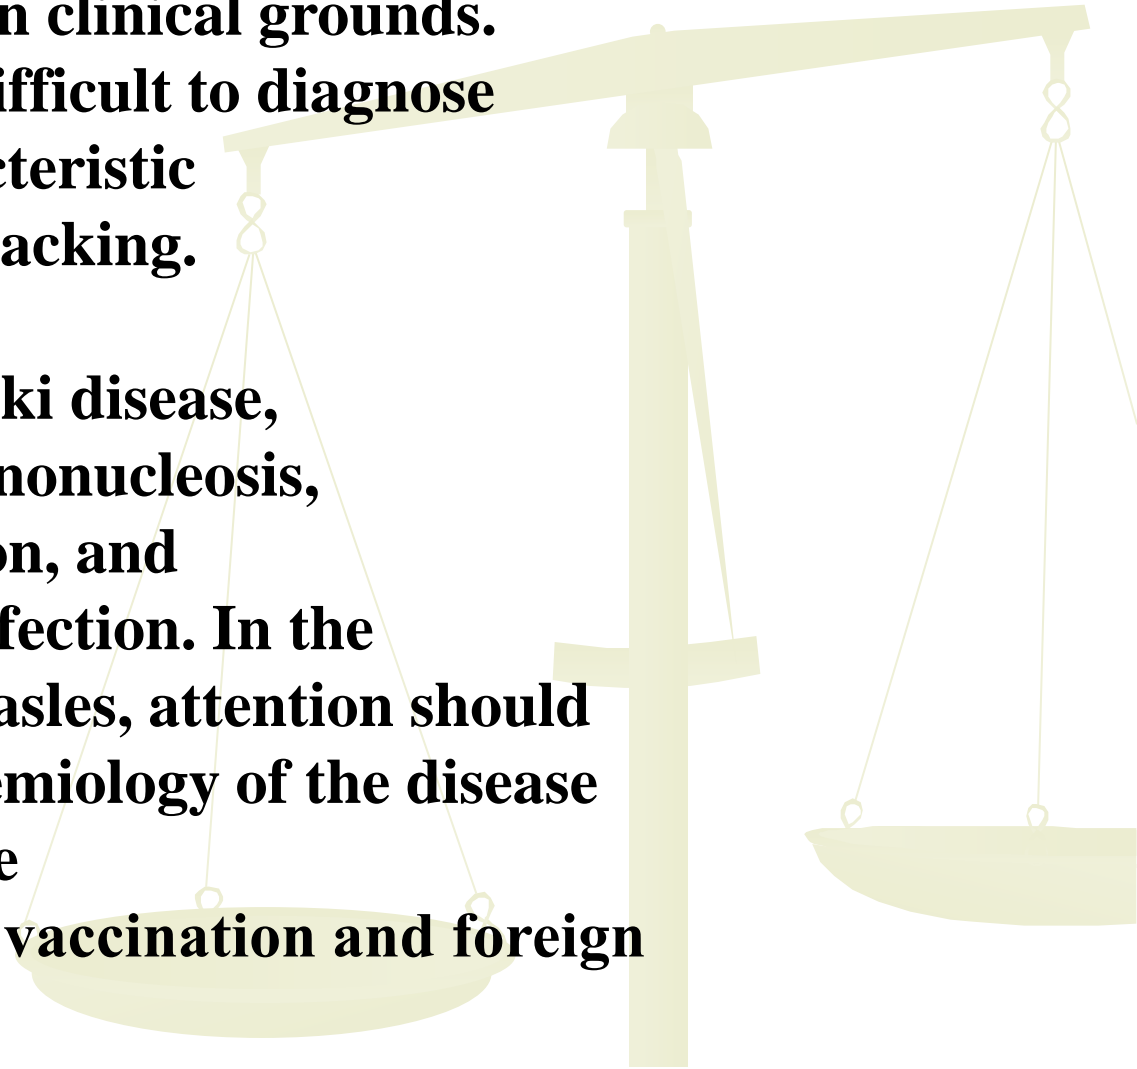 n clinical grounds.
ifficult to diagnose
cteristic
acking.
ki disease,
nonucleosis,
on, and
fection. In the
asles, attention should
emiology of the disease
e
vaccination and foreign